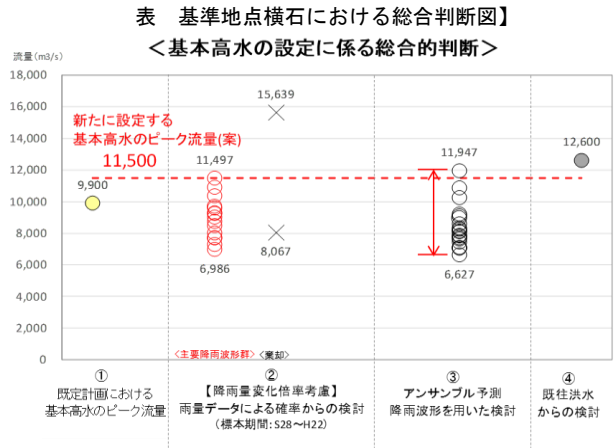 表　基準地点横石における総合判断図】
＜基本高水の設定に係る総合的判断＞
流量（m3/s）
18,000
16,000
14,000
12,000
10,000
8,000
6,000
4,000
2,000
0
新たに設定する
基本高水のピーク流量(案)
11,500
9,900
11,497
6,986
15,639
8,067
11,947
6,627
12,600
<主要降雨波形群> <棄却>
①
既定計画における
基本高水のピーク流量
②
【降雨量変化倍率考慮】
雨量データによる確率からの検討
（標本期間：S28～H22）
③
アンサンブル予測
降雨波形を用いた検討
④
既往洪水
からの検討